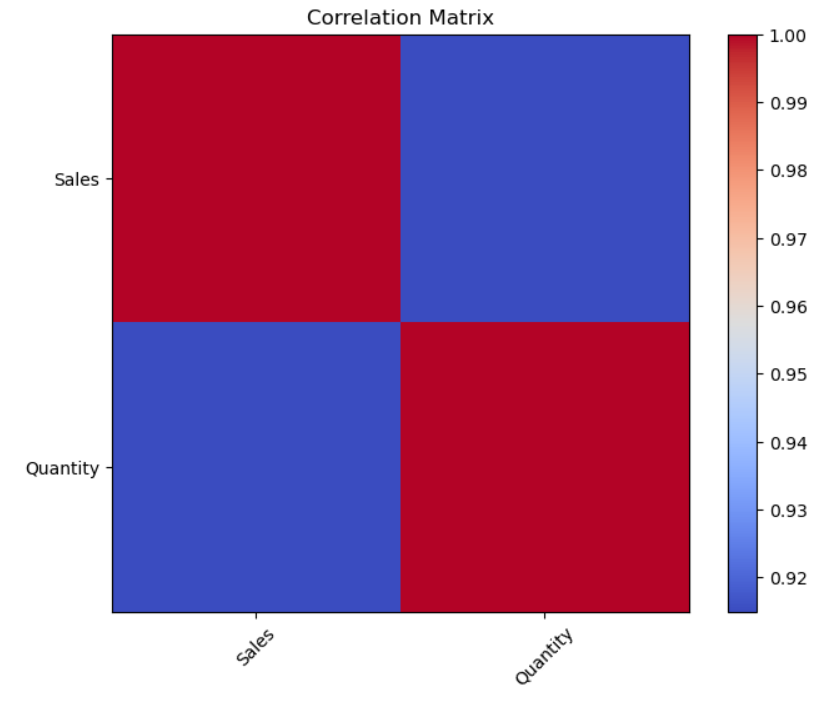 Correlation Matrix
Sales
Quantity
Sales
Quantity
1.00
0.99
0.98
0.97
0.96
0.95
0.94
0.93
0.92